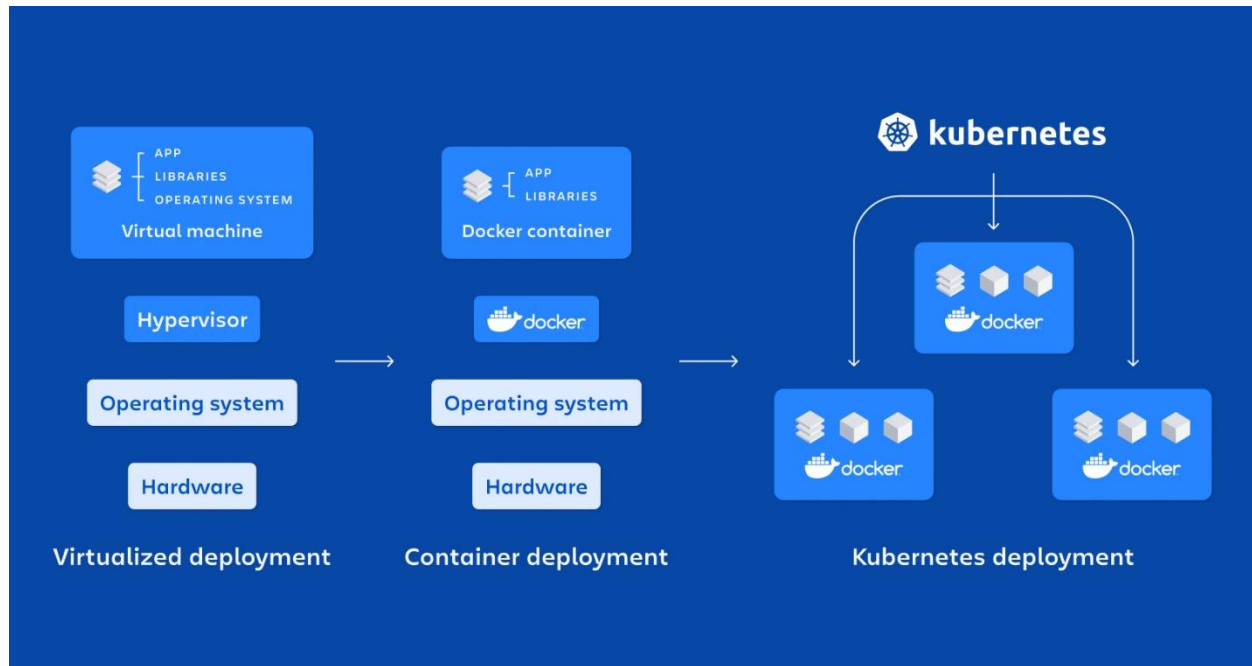 APP
LIBRARIES
OPERATING SYSTEM
Virtual machine
Hypervisor
Operating system
Hardware
Virtualized deployment
APP
LIBRARIES
Docker container
docker
Operating system
Hardware
Container deployment
kubernetes
docker
docker
docker
Kubernetes deployment